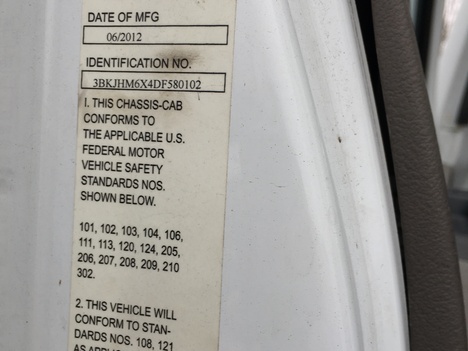 DATE OF MFG
06/2012
IDENTIFICATION NO.
3BKJHM6X4DF580102
I. THIS CHASSIS-CAB
CONFORMS TO
THE APPLICABLE U.S.
FEDERAL MOTOR
VEHICLE SAFETY
STANDARDS NOS.
SHOWN BELOW.
101, 102, 103, 104, 106,
111, 113, 120, 124, 205,
206, 207, 208, 209, 210
302.
2. THIS VEHICLE WILL
CONFORM TO STAN-
DARDS NOS. 108, 121